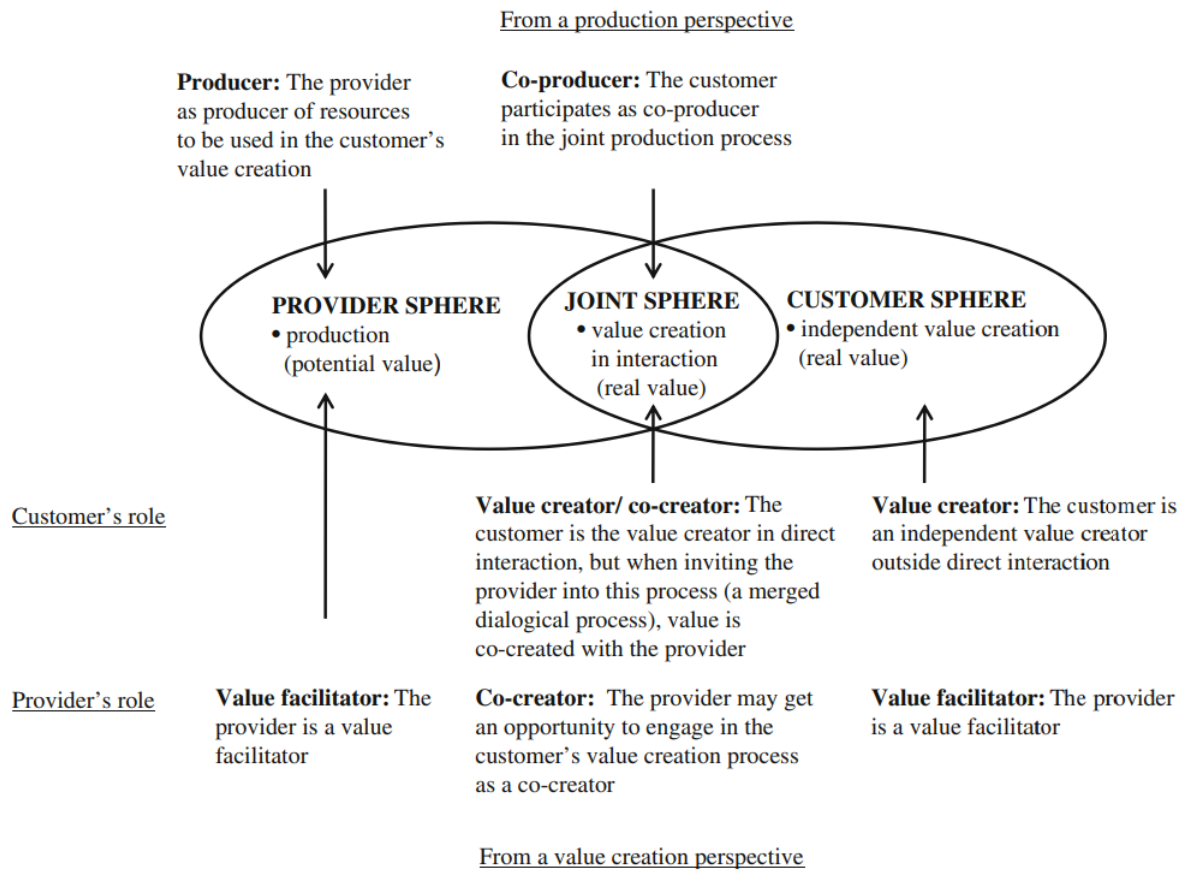 From a production perspective
Producer: The provider
as producer of resources
to be used in the customer's
value creation
Co-producer: The customer
participates as co-producer
in the joint production process
PROVIDER SPHERE
• production
(potential value)
JOINT SPHERE
• value creation
in interaction
(real value)
CUSTOMER SPHERE
• independent value creation
(real value)
Customer's role
Value creator/ co-creator: The
customer is the value creator in direct
interaction, but when inviting the
provider into this process (a merged
dialogical process), value is
co-created with the provider
Value creator: The customer is
an independent value creator
outside direct interaction
Provider's role
Value facilitator: The
provider is a value
facilitator
Co-creator: The provider may get
an opportunity to engage in the
customer's value creation process
as a co-creator
Value facilitator: The provider
is a value facilitator
From a value creation perspective